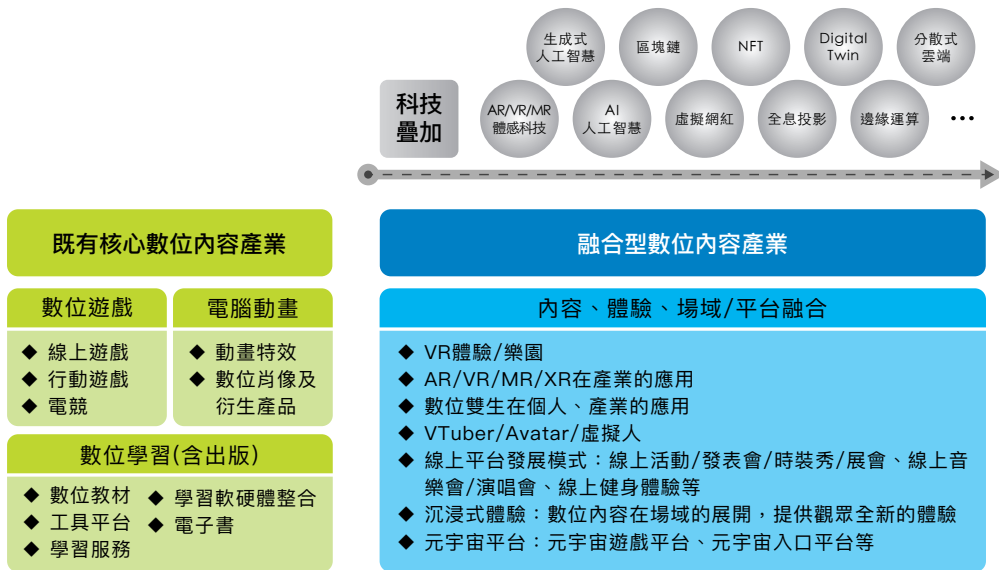 生成式
人工智慧
區塊鏈
NFT
Digital
Twin
分散式
雲端
科技
疊加
AR/VR/MR
體感科技
AI
人工智慧
虛擬網紅
全息投影
邊緣運算
•••
既有核心數位內容產業
數位遊戲
◆ 線上遊戲
◆ 行動遊戲
◆ 電競
電腦動畫
◆ 動畫特效
◆ 數位肖像及
衍生產品
數位學習(含出版)
◆ 數位教材
◆ 工具平台
◆ 學習服務
◆ 學習軟硬體整合
◆ 電子書
融合型數位內容產業
內容、體驗、場域/平台融合
◆ VR體驗/樂園
◆ AR/VR/MR/XR在產業的應用
◆ 數位雙生在個人、產業的應用
◆ VTuber/Avatar/虛擬人
◆ 線上平台發展模式：線上活動/發表會/時裝秀/展會、線上音
樂會/演唱會、線上健身體驗等
◆ 沉浸式體驗：數位內容在場域的展開，提供觀眾全新的體驗
◆ 元宇宙平台：元宇宙遊戲平台、元宇宙入口平台等